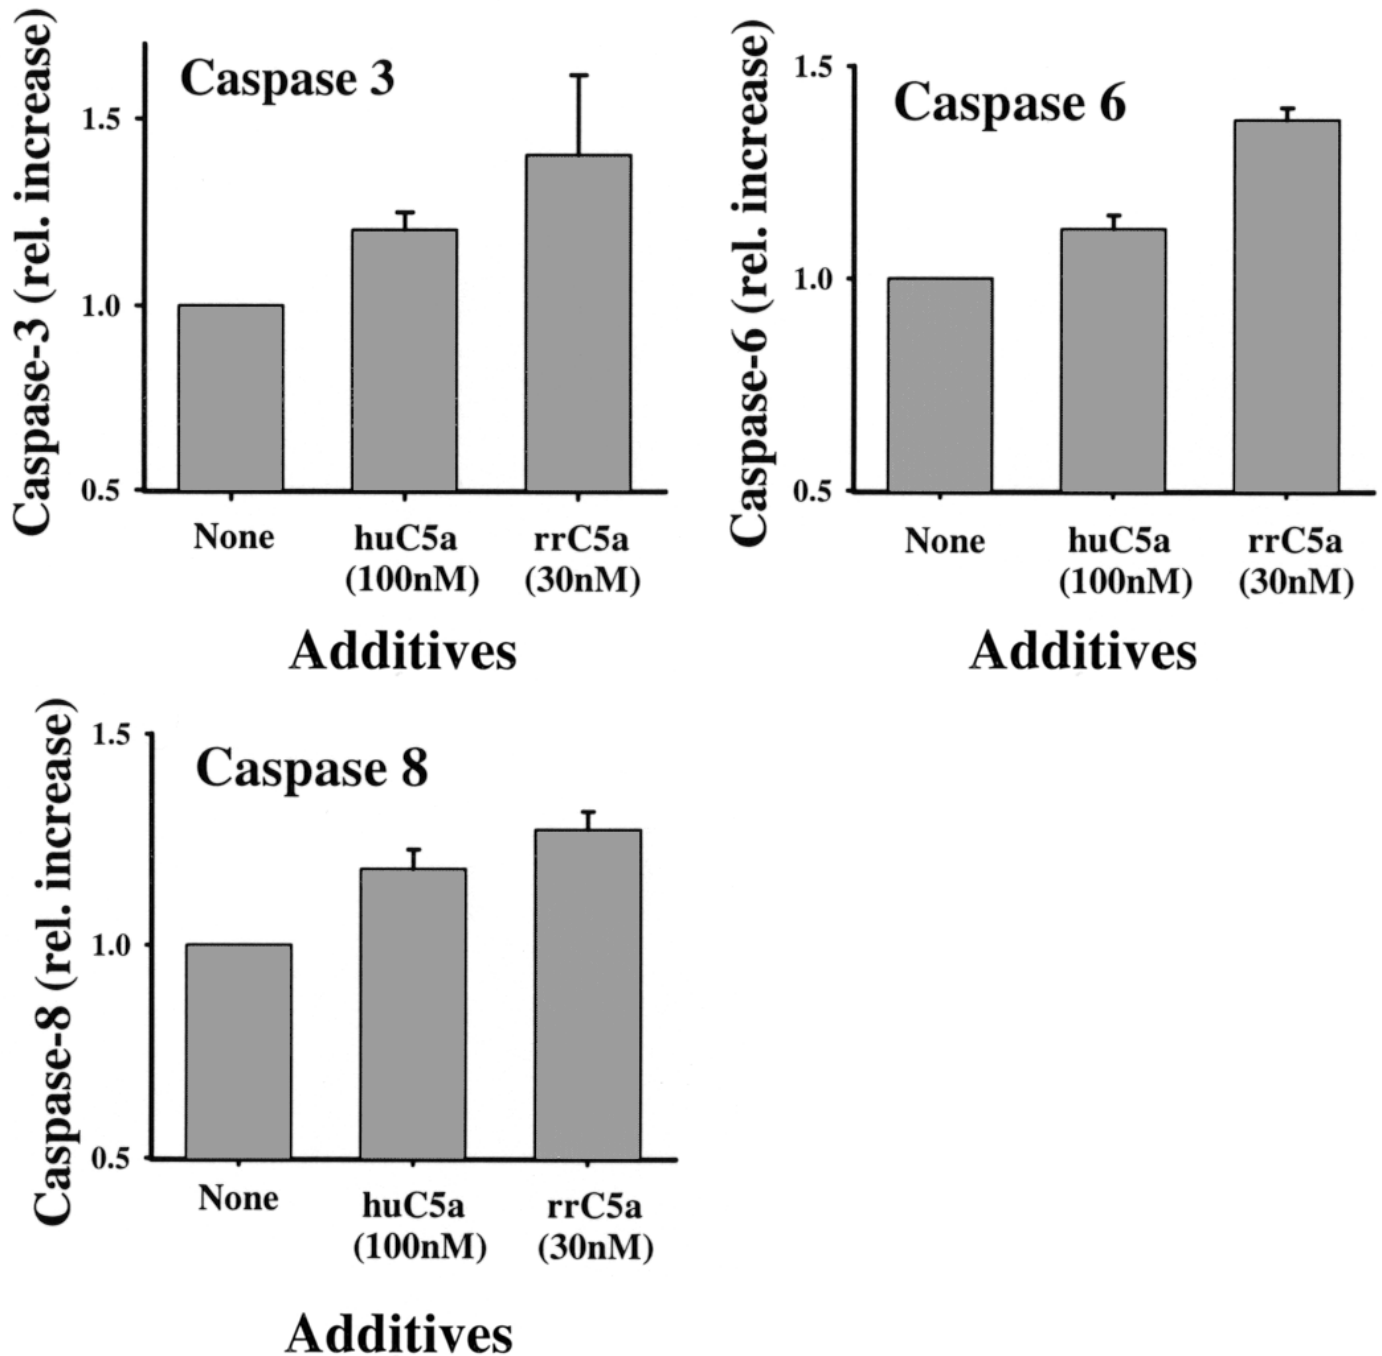 Caspase-3 (rel. increase)
Caspase 3
1.5
1.0
0.5
None huC5a rrC5a
(100nM) (30nM)
Additives
Caspase-6 (rel. increase)
Caspase 6
1.5
1.0
0.5
None huC5a rrC5a
(100nM) (30nM)
Additives
Caspase-8 (rel. increase)
Caspase 8
1.5
1.0
0.5
None huC5a rrC5a
(100nM) (30nM)
Additives